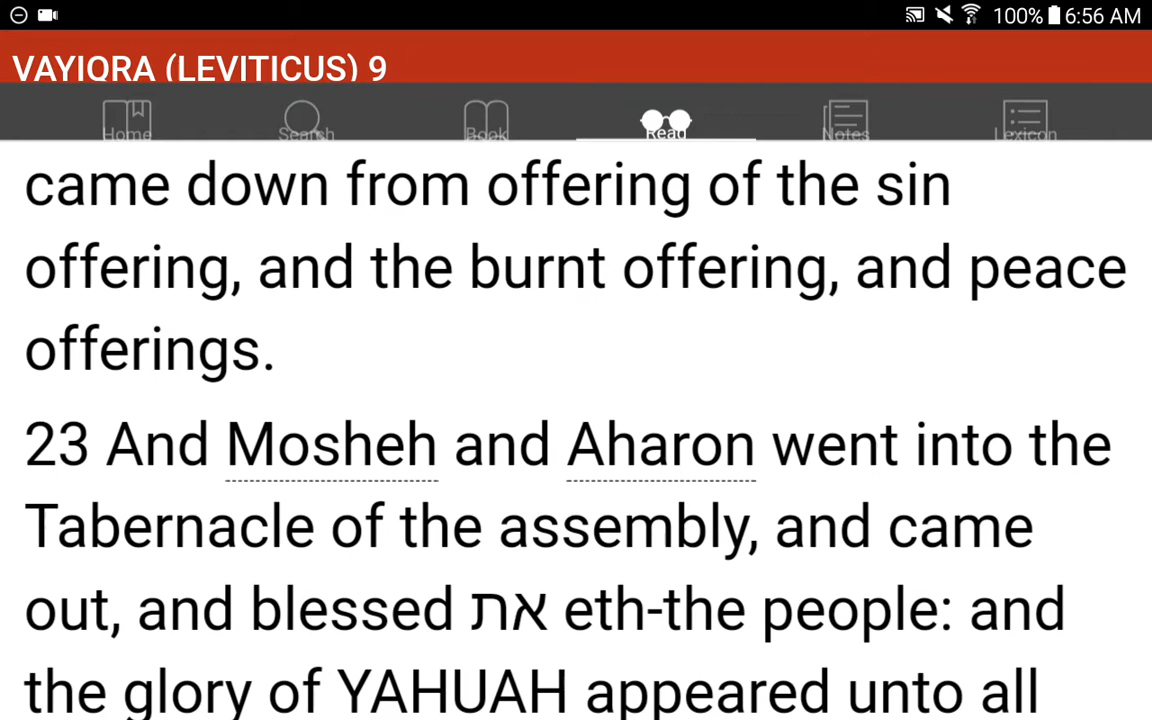 100% 6:56 AM
VAYIQRA (LEVITICUS) 9
Home Search Book Read Notes Lexicon
came down from offering of the sin
offering, and the burnt offering, and peace
offerings.
23 And Mosheh and Aharon went into the
Tabernacle of the assembly, and came
out, and blessed את eth-the people: and
the glory of YAHUAH appeared unto all